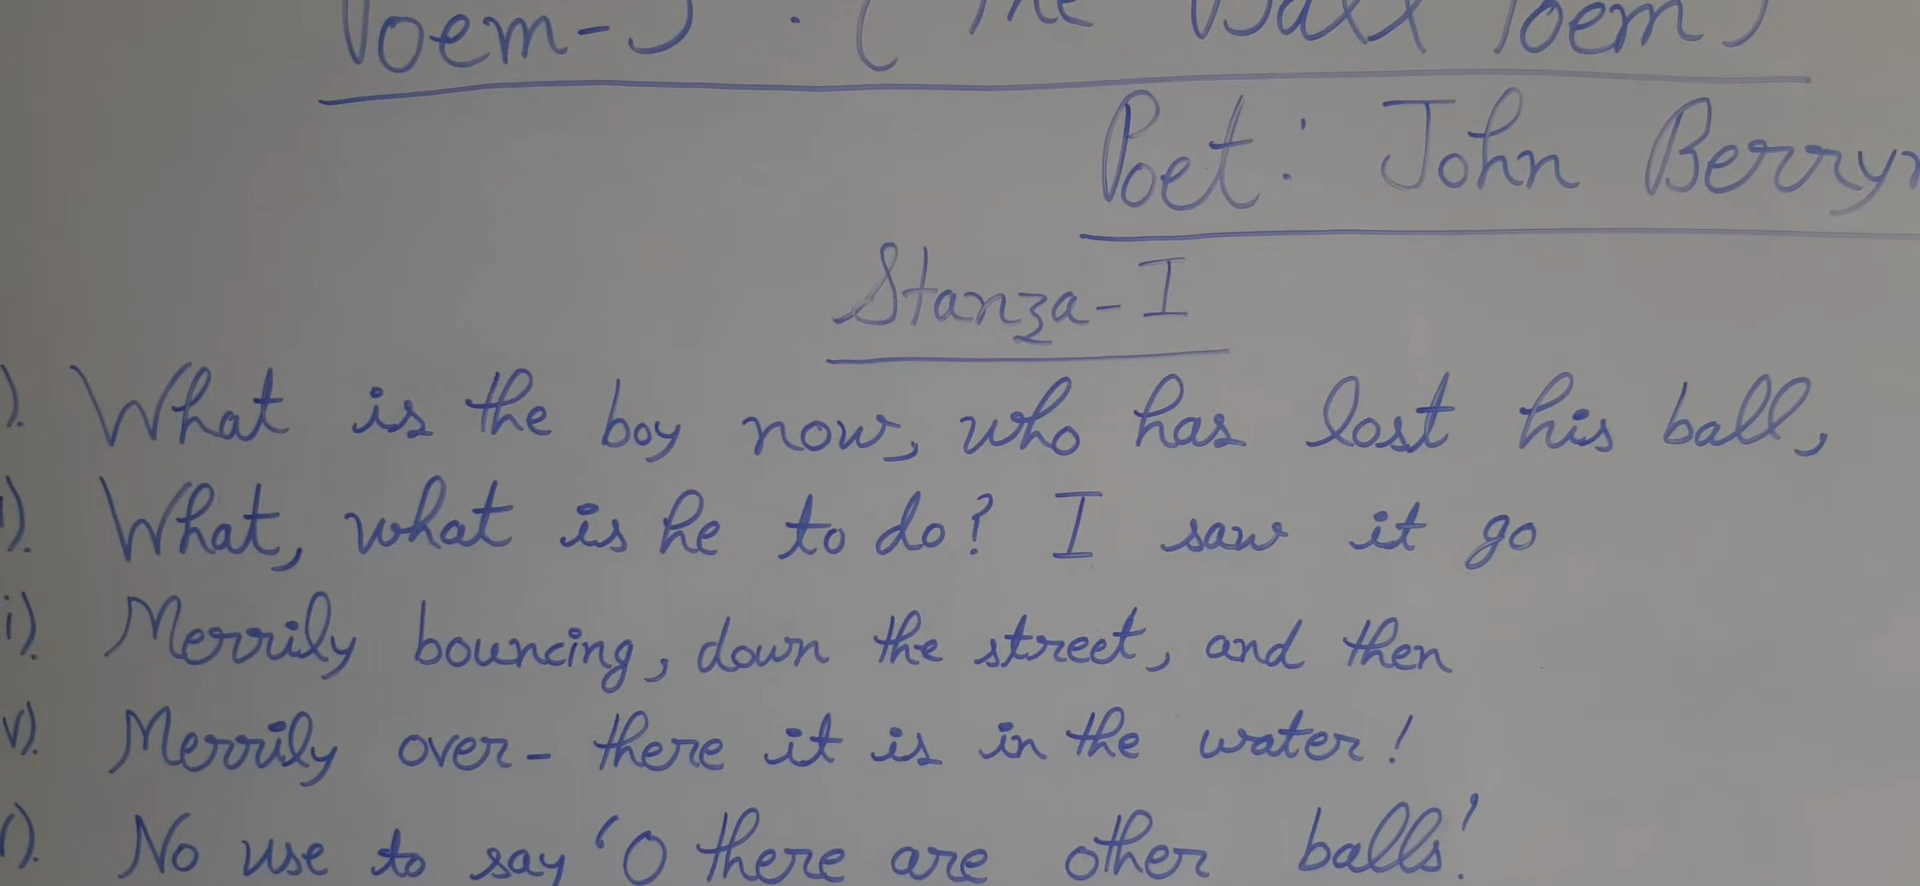 Poem-5. (The Ball Poem)
Poet: John Berry
Stanza-I
). What is the boy now, who has lost his ball,
). What, what is he to do? I saw it go
i). Merrily bouncing, down the street, and then
v). Merrily over- there it is in the water!
). No use to say 'O there are other balls'